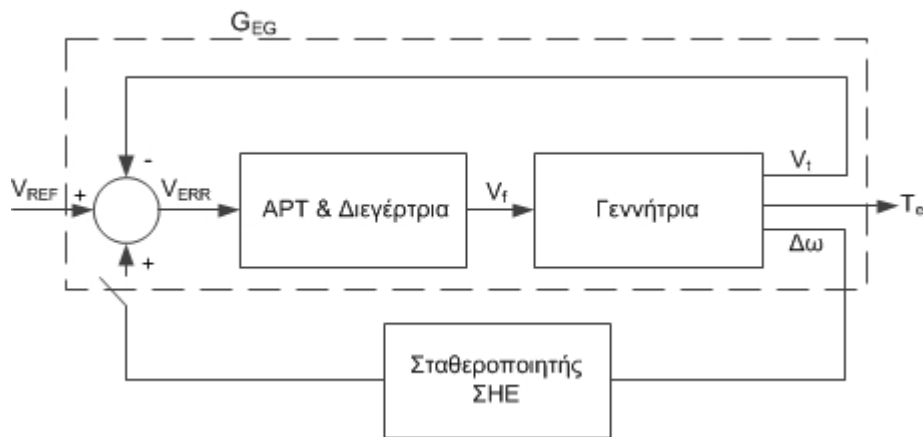 G_EG
V_REF
+
-
+
V_ERR
ΑΡΤ & Διεγέρτρια
V_f
Γεννήτρια
V_t
T_e
Δω
Σταθεροποιητής
ΣΗΕ